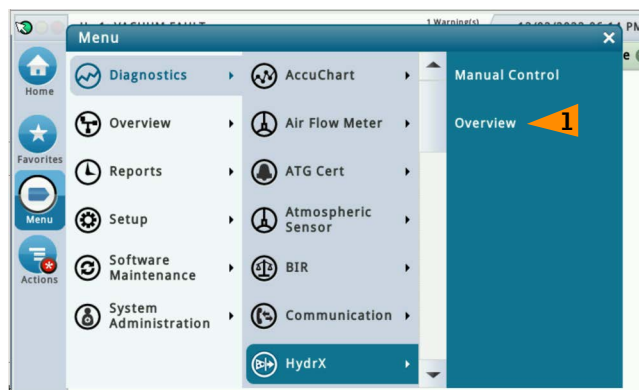 1 Warning(s)
Menu
Home
Favorites
Menu
Actions
Diagnostics
Overview
Reports
Setup
Software
Maintenance
System
Administration
AccuChart
Air Flow Meter
ATG Cert
Atmospheric
Sensor
BIR
Communication
HydrX
Manual Control
Overview
1